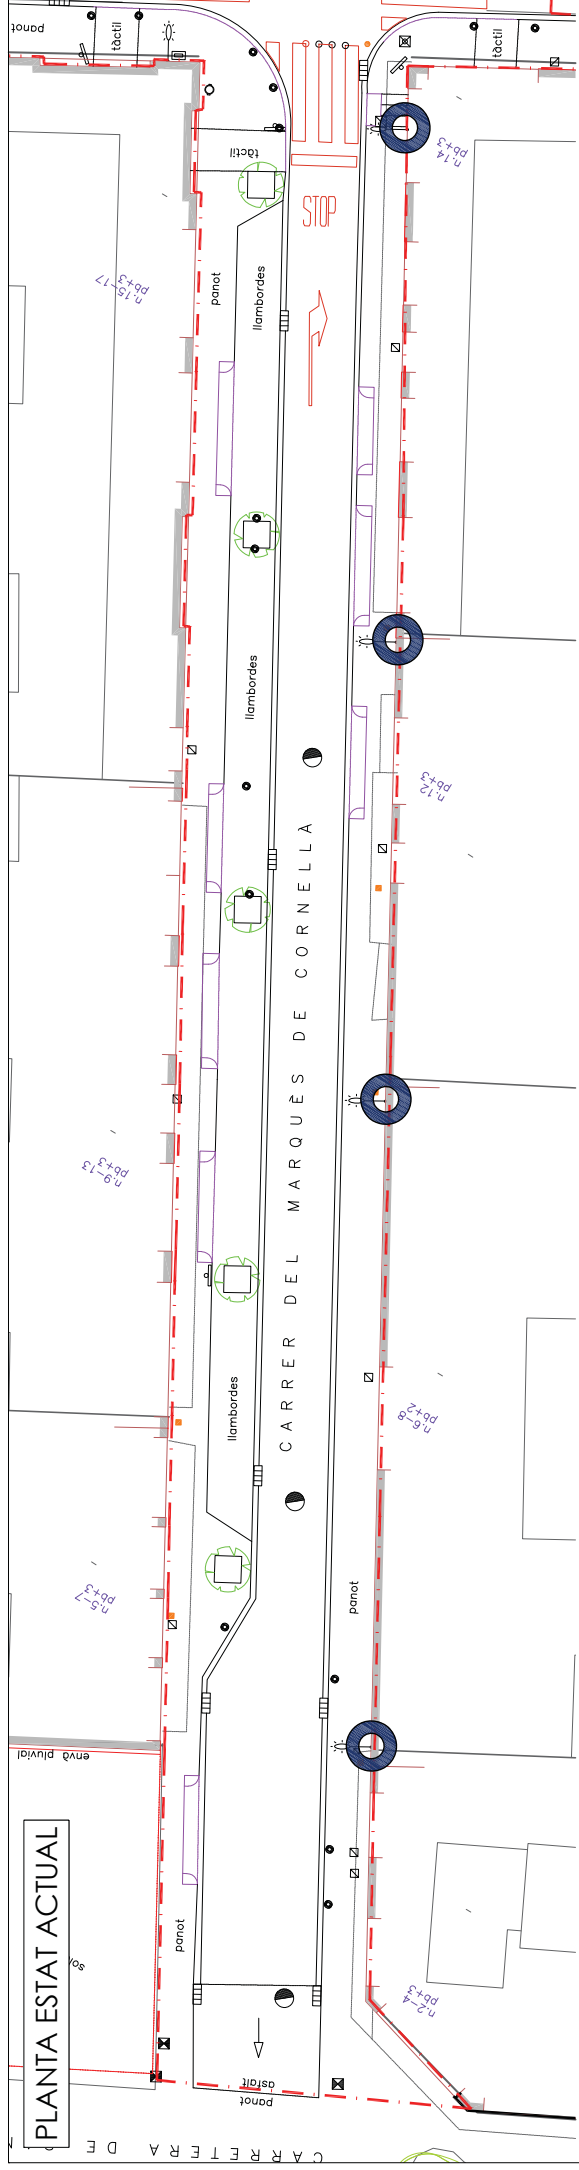 panot
tàctil
tàctil
n.14
pb+3
tàctil
STOP
n.15-17
pb+3
panot
llambordes
llambordes
n.12
pb+3
CARRER DEL MARQUÈS DE CORNELLÀ
n.9-13
pb+3
llambordes
n.6-8
pb+2
n.5-7
pb+3
panot
envà pluvial
PLANTA ESTAT ACTUAL
panot
n.2-4
pb+3
asfalt
panot
CARRETERA DE